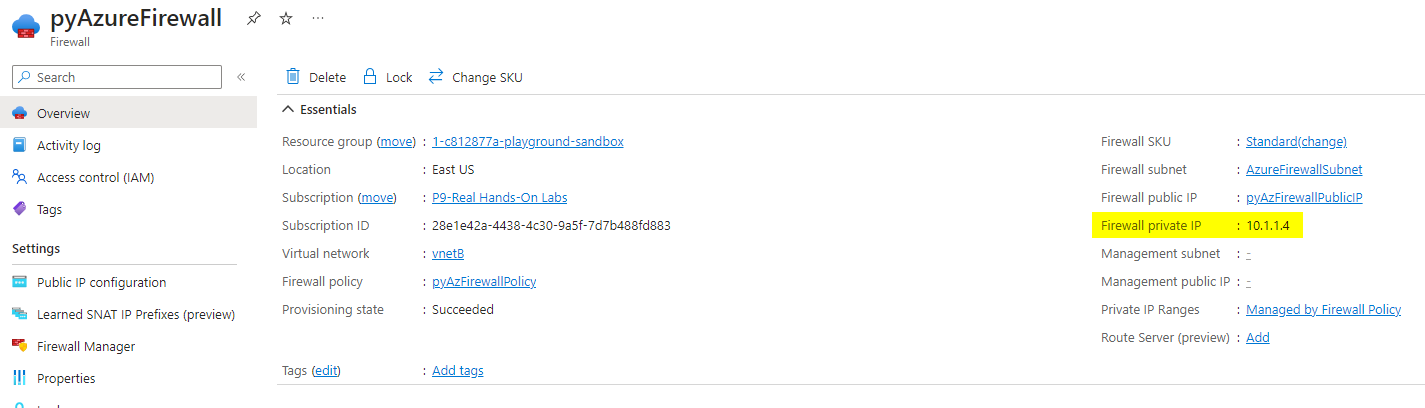 pyAzureFirewall
Firewall
Search
Overview
Activity log
Access control (IAM)
Tags
Settings
Public IP configuration
Learned SNAT IP Prefixes (preview)
Firewall Manager
Properties
Delete Lock Change SKU
Essentials
Resource group (move) : 1-c812877a-playground-sandbox
Location : East US
Subscription (move) : P9-Real Hands-On Labs
Subscription ID : 28e1e42a-4438-4c30-9a5f-7d7b488fd883
Virtual network : vnetB
Firewall policy : pyAzFirewallPolicy
Provisioning state : Succeeded
Tags (edit) : Add tags
Firewall SKU : Standard(change)
Firewall subnet : AzureFirewallSubnet
Firewall public IP : pyAzFirewallPublicIP
Firewall private IP : 10.1.1.4
Management subnet : -
Management public IP : -
Private IP Ranges : Managed by Firewall Policy
Route Server (preview) : Add